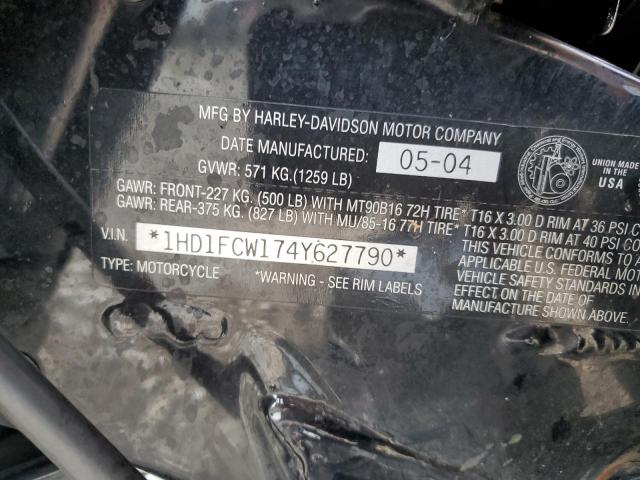 MFG BY HARLEY-DAVIDSON MOTOR COMPANY
DATE MANUFACTURED: 05-04
GVWR: 571 KG.(1259 LB)
UNION MADE IN
USA
GAWR: FRONT-227 KG. (500 LB) WITH MT90B16 72H TIRE* T16 X 3.00 D RIM AT 36 PSI
GAWR: REAR-375 KG. (827 LB) WITH MU/85-16 77H TIRE* T16 X 3.00 D RIM AT 40 PSI
V.I.N. *1HD1FCW174Y627790*
TYPE: MOTORCYCLE *WARNING - SEE RIM LABELS
THIS VEHICLE CONFORMS TO ALL
APPLICABLE U.S. FEDERAL MOTOR
VEHICLE SAFETY STANDARDS IN
EFFECT ON THE DATE OF
MANUFACTURE SHOWN ABOVE.